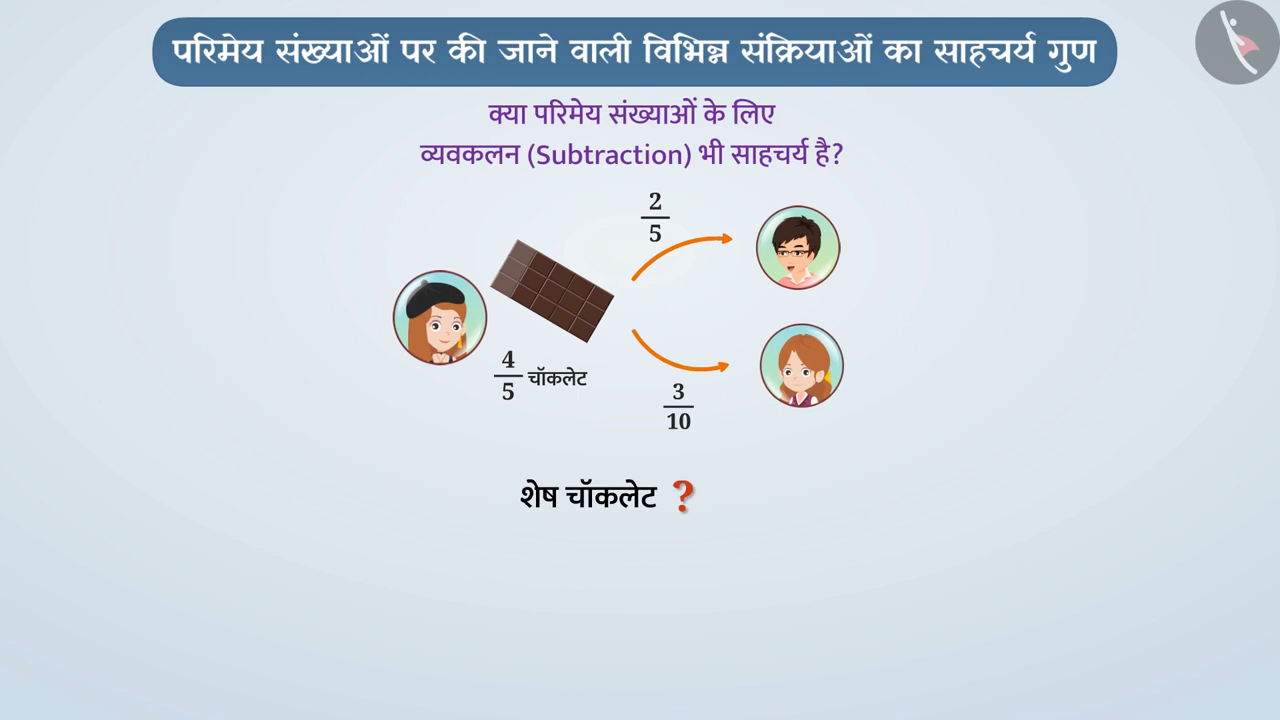 परिमेय संख्याओं पर की जाने वाली विभिन्न संक्रियाओं का साहचर्य गुण
क्या परिमेय संख्याओं के लिए
व्यवकलन (Subtraction) भी साहचर्य है?
2
5
4
5
चॉकलेट
3
10
शेष चॉकलेट ?